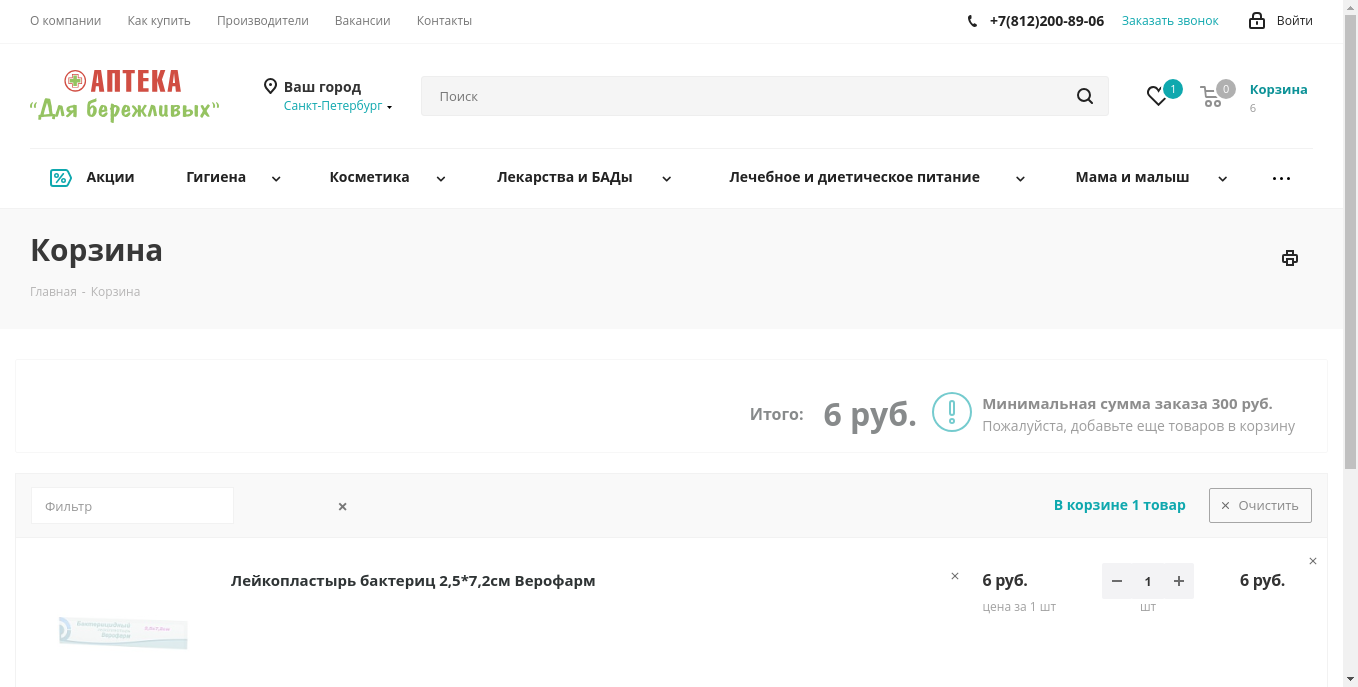 О компании Как купить Производители Вакансии Контакты +7(812)200-89-06 Заказать звонок Войти
АПТЕКА
“Для бережливых”
Ваш город
Санкт-Петербург
Поиск
1
0
Корзина
6
Акции Гигиена Косметика Лекарства и БАДы Лечебное и диетическое питание Мама и малыш
Корзина
Главная - Корзина
Итого: 6 руб.
Минимальная сумма заказа 300 руб.
Пожалуйста, добавьте еще товаров в корзину
Фильтр
В корзине 1 товар
Очистить
Лейкопластырь бактериц 2,5*7,2см Верофарм
6 руб.
цена за 1 шт
1
шт
6 руб.
Бактерицидный
Верофарм